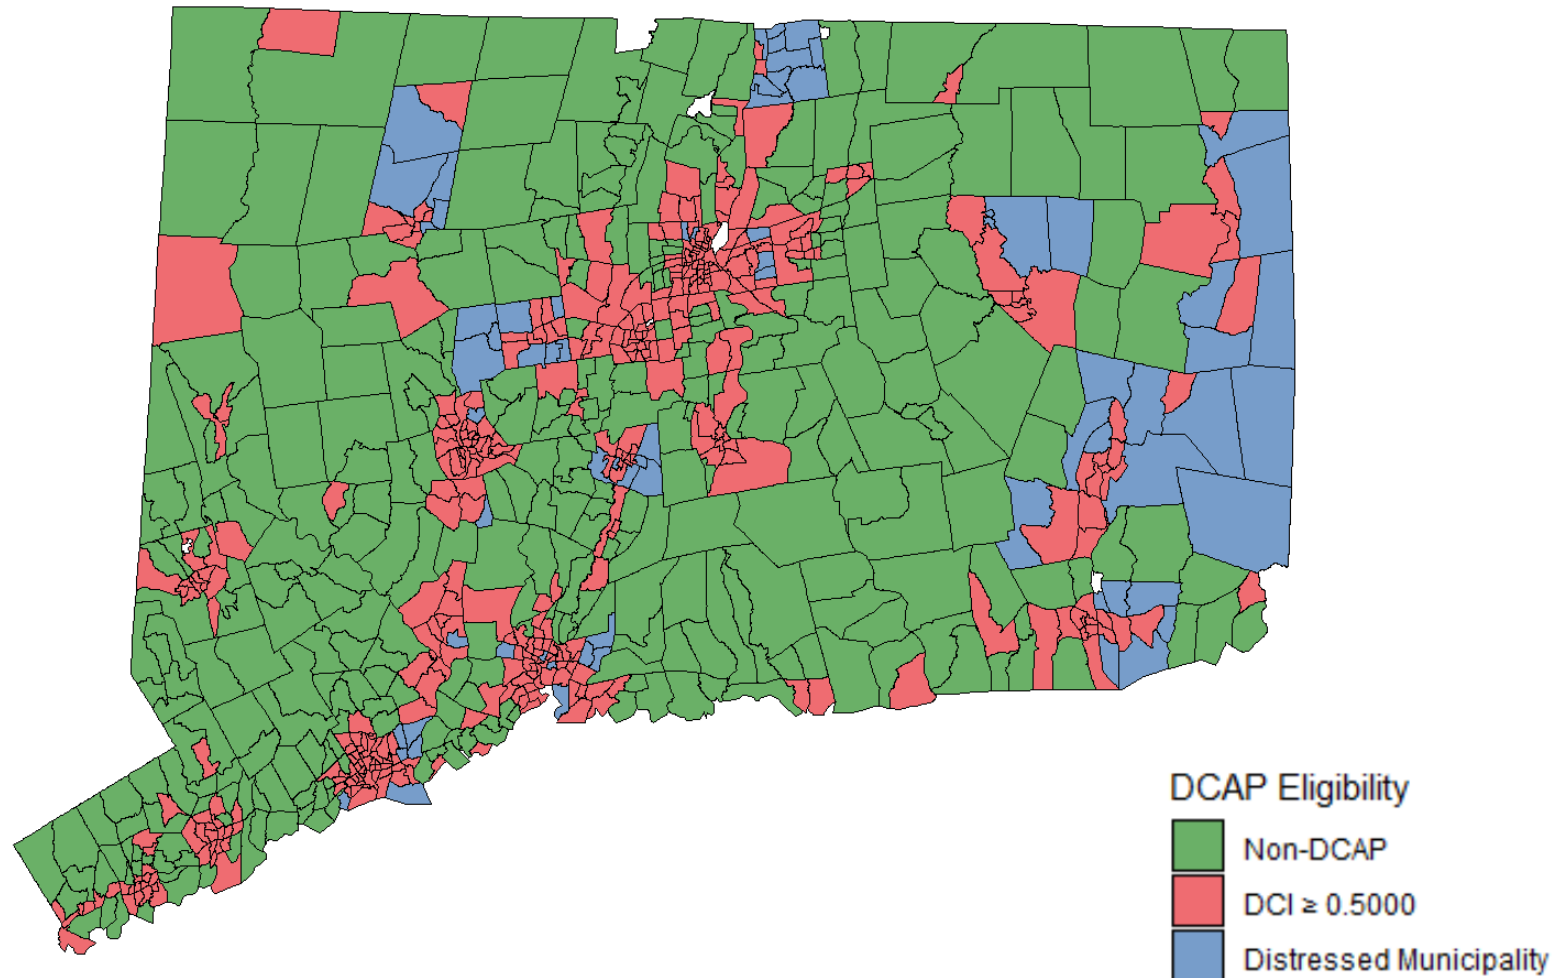 DCAP Eligibility
Non-DCAP
DCI ≥ 0.5000
Distressed Municipality